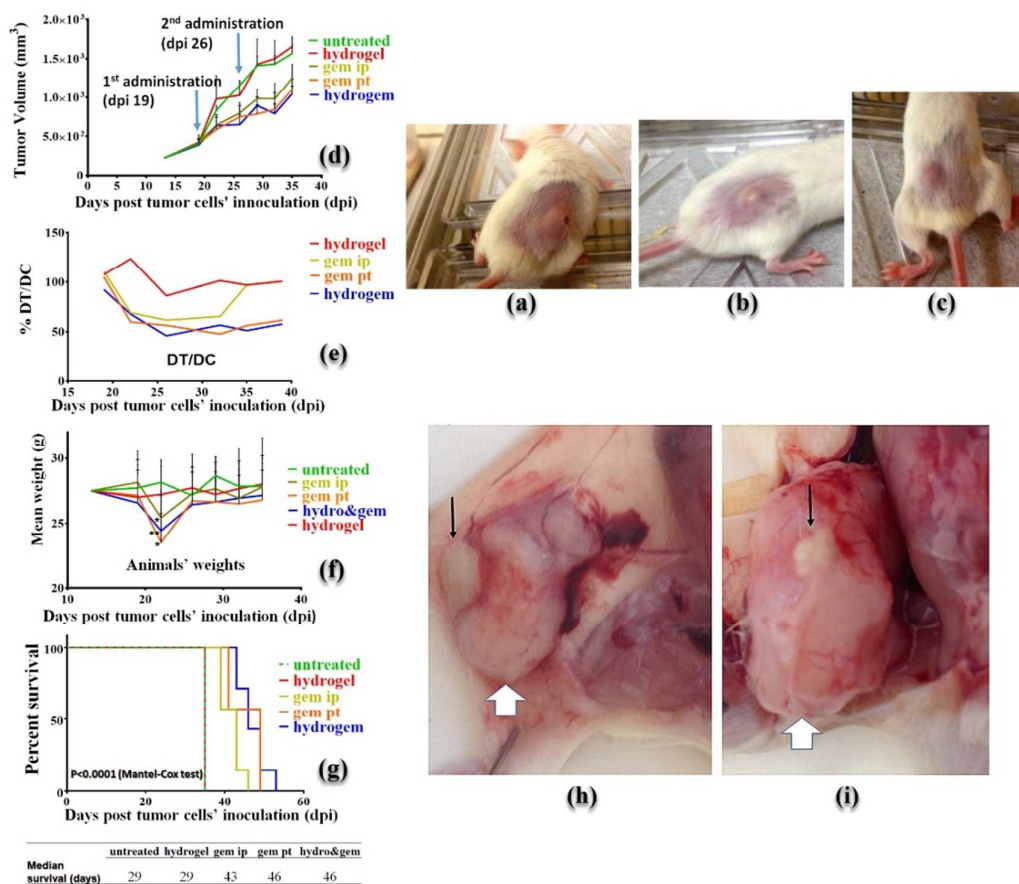 2.0×10³
1.5×10³
1.0×10³
5.0×10²
0
Tumor Volume (mm³)
2nd administration
(dpi 26)
1st administration
(dpi 19)
untreated
hydrogel
gem ip
gem pt
hydrogem
(d)
0 5 10 15 20 25 30 35 40
Days post tumor cells' innoculation (dpi)
150
100
50
0
% DT/DC
hydrogel
gem ip
gem pt
hydrogem
(e)
DT/DC
15 20 25 30 35 40
Days post tumor cells' inoculation (dpi)
30
25
20
Mean weight (g)
untreated
gem ip
gem pt
hydro&gem
hydrogel
*
**
*
Animals' weights
(f)
10 20 30 40 50
Days post tumor cells' inoculation (dpi)
100
50
0
Percent survival
untreated
hydrogel
gem ip
gem pt
hydrogem
(g)
P<0.0001 (Mantel-Cox test)
0 20 40 60
Days post tumor cells' inoculation (dpi)
untreated hydrogel gem ip gem pt hydro&gem
Median
survival (days) 29 29 43 46 46
(a)
(b)
(c)
(h)
(i)